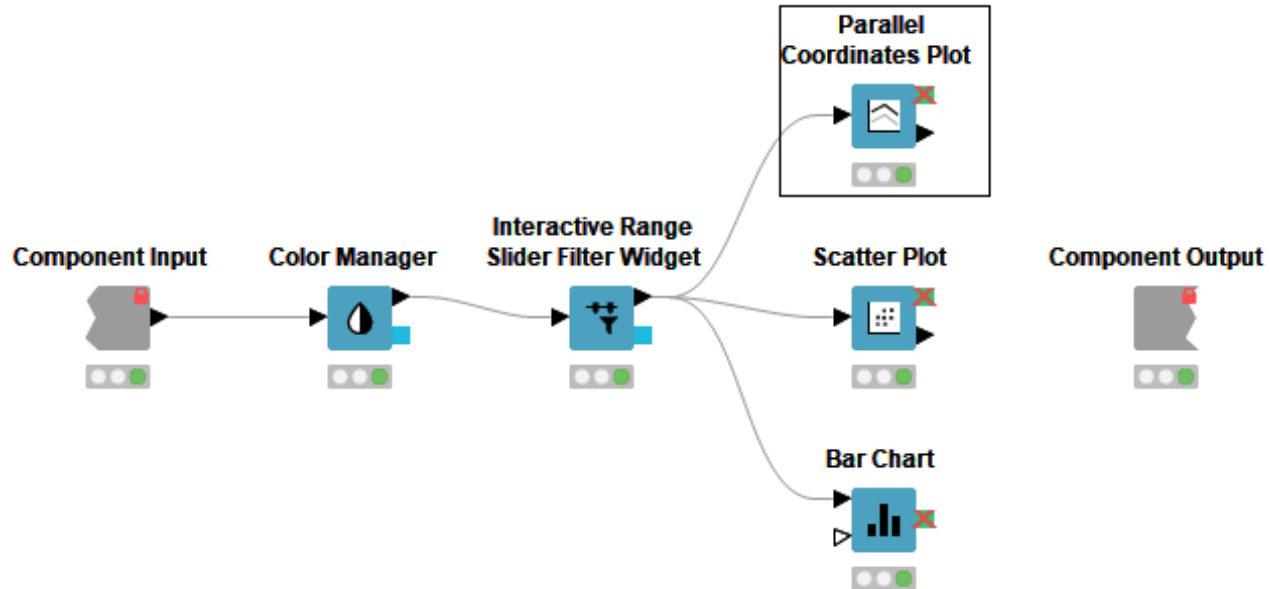 Parallel
Coordinates Plot
Component Input
Color Manager
Interactive Range
Slider Filter Widget
Scatter Plot
Component Output
Bar Chart